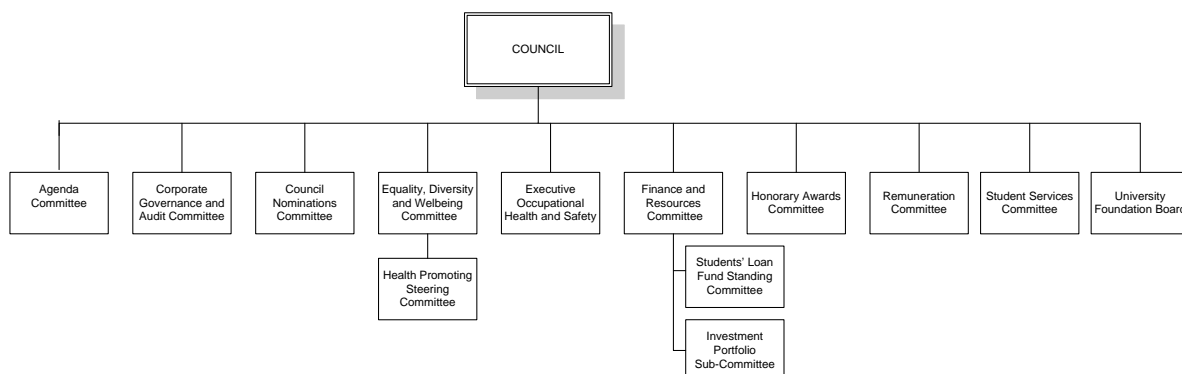 COUNCIL
Agenda
Committee
Corporate
Governance and
Audit Committee
Council
Nominations
Committee
Equality, Diversity
and Welbeing
Committee
Executive
Occupational
Health and Safety
Finance and
Resources
Committee
Honorary Awards
Committee
Remuneration
Committee
Student Services
Committee
University
Foundation Board
Health Promoting
Steering
Committee
Students’ Loan
Fund Standing
Committee
Investment
Portfolio
Sub-Committee